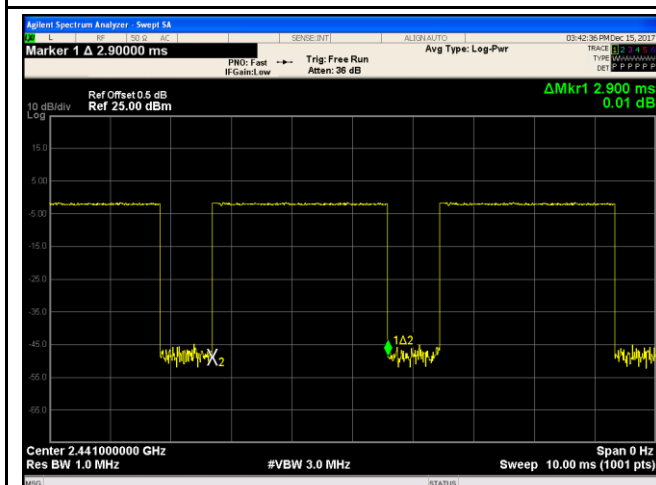 Agilent Spectrum Analyzer - Swept SA
L RF 50 Ω AC SENSE:INT ALIGN AUTO 03:42:36 PM Dec 15, 2017
Marker 1 Δ 2.90000 ms
PNO: Fast
IFGain:Low
Trig: Free Run
Atten: 36 dB
Avg Type: Log-Pwr
TRACE 1 2 3 4 5 6
TYPE WWWWWW
DET P P P P P P
ΔMkr1 2.900 ms
0.01 dB
Ref Offset 0.5 dB
10 dB/div Ref 25.00 dBm
Log
15.0
5.00
-5.00
-15.0
-25.0
-35.0
-45.0
1Δ2
X2
-55.0
-65.0
Center 2.441000000 GHz Span 0 Hz
Res BW 1.0 MHz #VBW 3.0 MHz Sweep 10.00 ms (1001 pts)
MSG STATUS